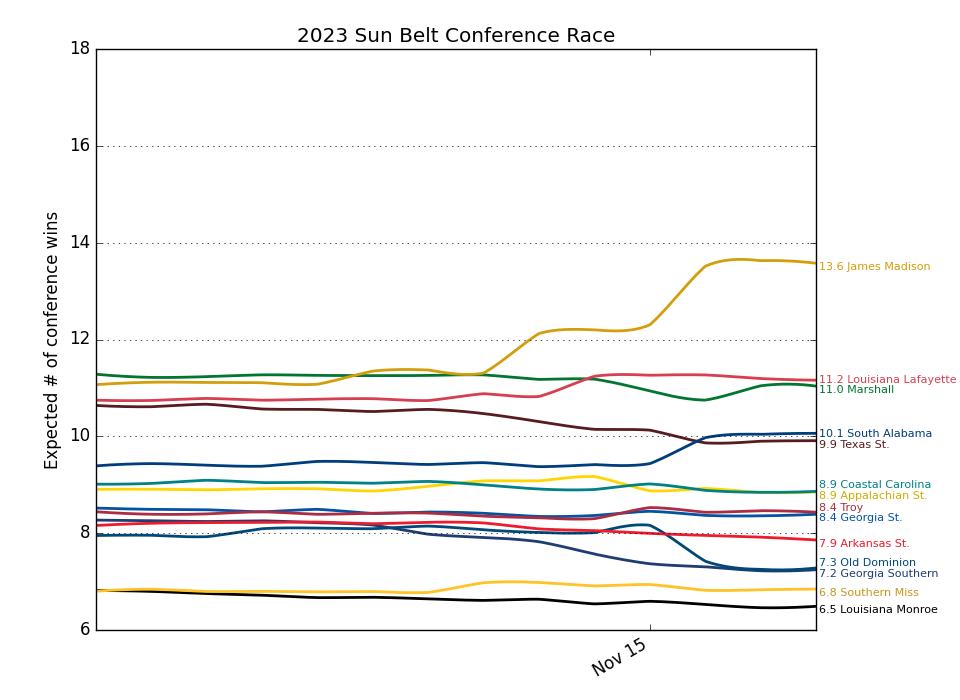 2023 Sun Belt Conference Race
Expected # of conference wins
18
16
14
12
10
8
6
Nov 15
13.6 James Madison
11.2 Louisiana Lafayette
11.0 Marshall
10.1 South Alabama
9.9 Texas St.
8.9 Coastal Carolina
8.9 Appalachian St.
8.4 Troy
8.4 Georgia St.
7.9 Arkansas St.
7.3 Old Dominion
7.2 Georgia Southern
6.8 Southern Miss
6.5 Louisiana Monroe